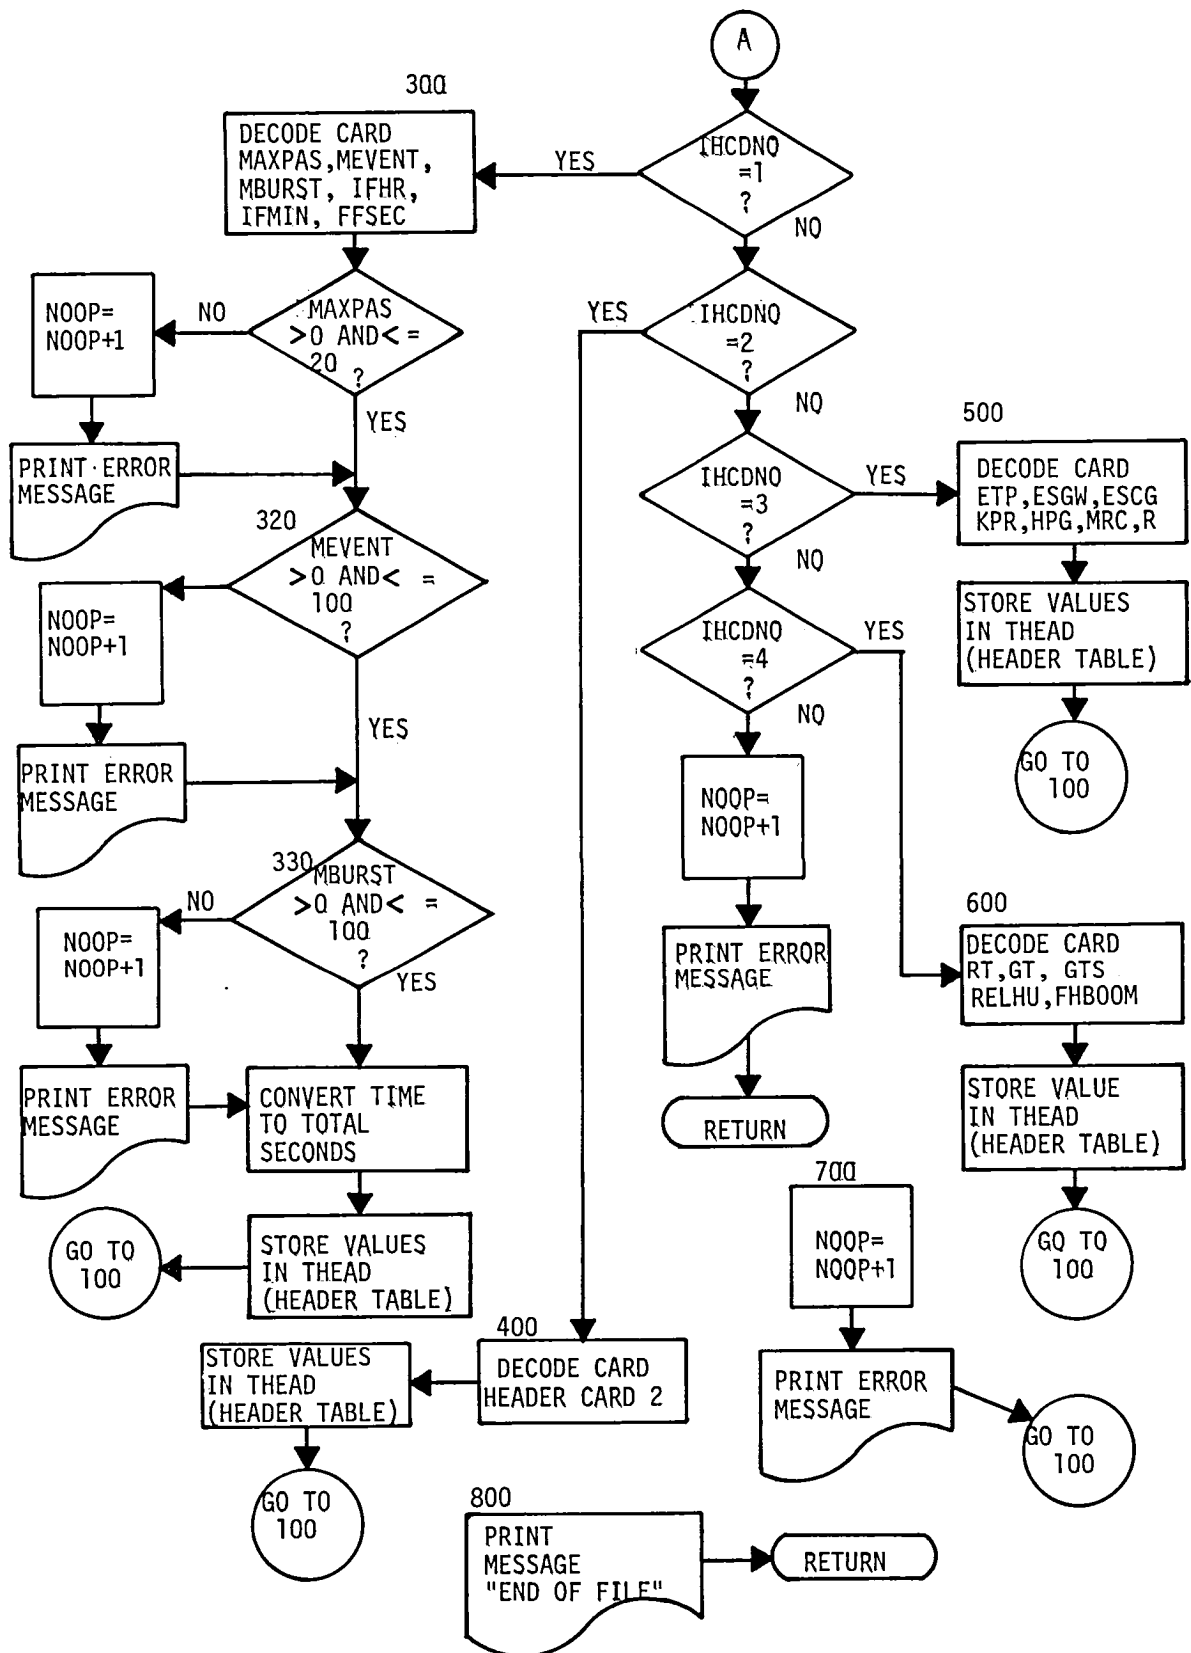 A
300
DECODE CARD
MAXPAS,MEVENT,
MBURST, IFHR,
IFMIN, FFSEC
YES
IHCDNO
=1
?
NO
NOOP=
NOOP+1
NO
MAXPAS
>0 AND< =
20
?
YES
YES
IHCDNO
=2
?
NO
PRINT ERROR
MESSAGE
320
MEVENT
>0 AND< =
100
?
IHCDNO
=3
?
YES
NO
500
DECODE CARD
ETP,ESGW,ESCG
KPR,HPG,MRC,R
STORE VALUES
IN THEAD
(HEADER TABLE)
GO TO
100
NOOP=
NOOP+1
YES
PRINT ERROR
MESSAGE
IHCDNO
=4
?
YES
NO
NOOP=
NOOP+1
PRINT ERROR
MESSAGE
RETURN
330
MBURST
>0 AND< =
100
?
NO
YES
NOOP=
NOOP+1
PRINT ERROR
MESSAGE
CONVERT TIME
TO TOTAL
SECONDS
STORE VALUES
IN THEAD
(HEADER TABLE)
GO TO
100
600
DECODE CARD
RT,GT, GTS
RELHU,FHBOOM
STORE VALUE
IN THEAD
(HEADER TABLE)
GO TO
100
400
DECODE CARD
HEADER CARD 2
STORE VALUES
IN THEAD
(HEADER TABLE)
GO TO
100
700
NOOP=
NOOP+1
PRINT ERROR
MESSAGE
GO TO
100
800
PRINT
MESSAGE
"END OF FILE"
RETURN